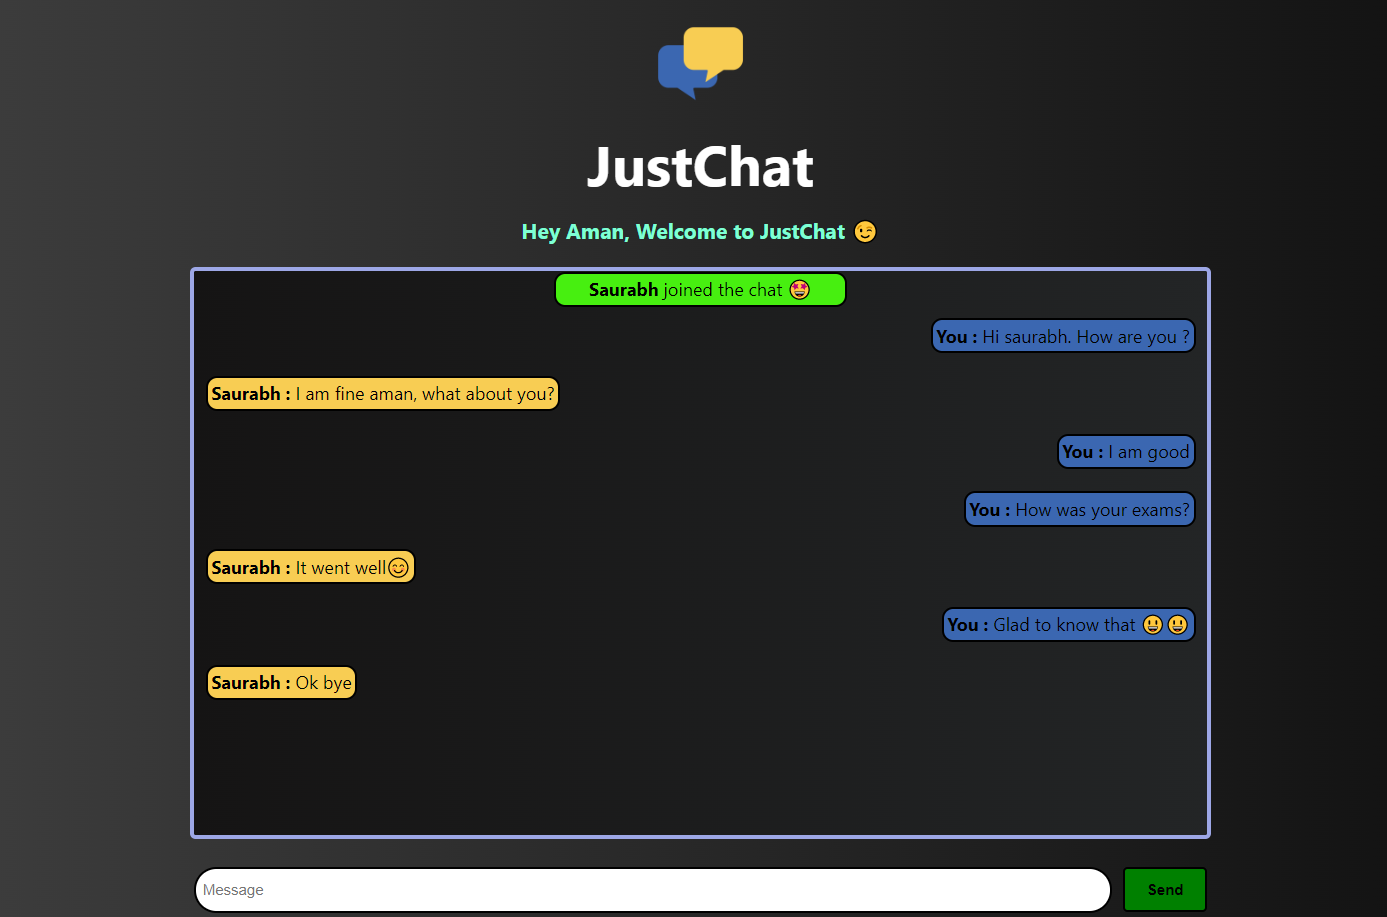 JustChat
Hey Aman, Welcome to JustChat 😉
Saurabh joined the chat 🤩
You : Hi saurabh. How are you ?
Saurabh : I am fine aman, what about you?
You : I am good
You : How was your exams?
Saurabh : It went well😊
You : Glad to know that 😃😃
Saurabh : Ok bye
Message
Send